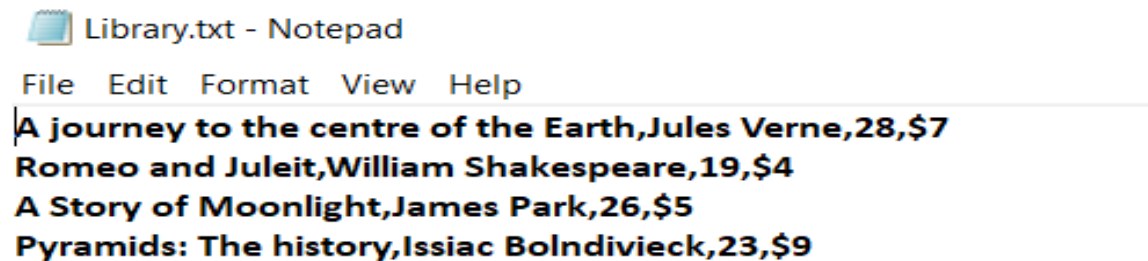 Library.txt - Notepad
File Edit Format View Help
A journey to the centre of the Earth,Jules Verne,28,$7
Romeo and Juleit,William Shakespeare,19,$4
A Story of Moonlight,James Park,26,$5
Pyramids: The history,Issiac Bolndivieck,23,$9